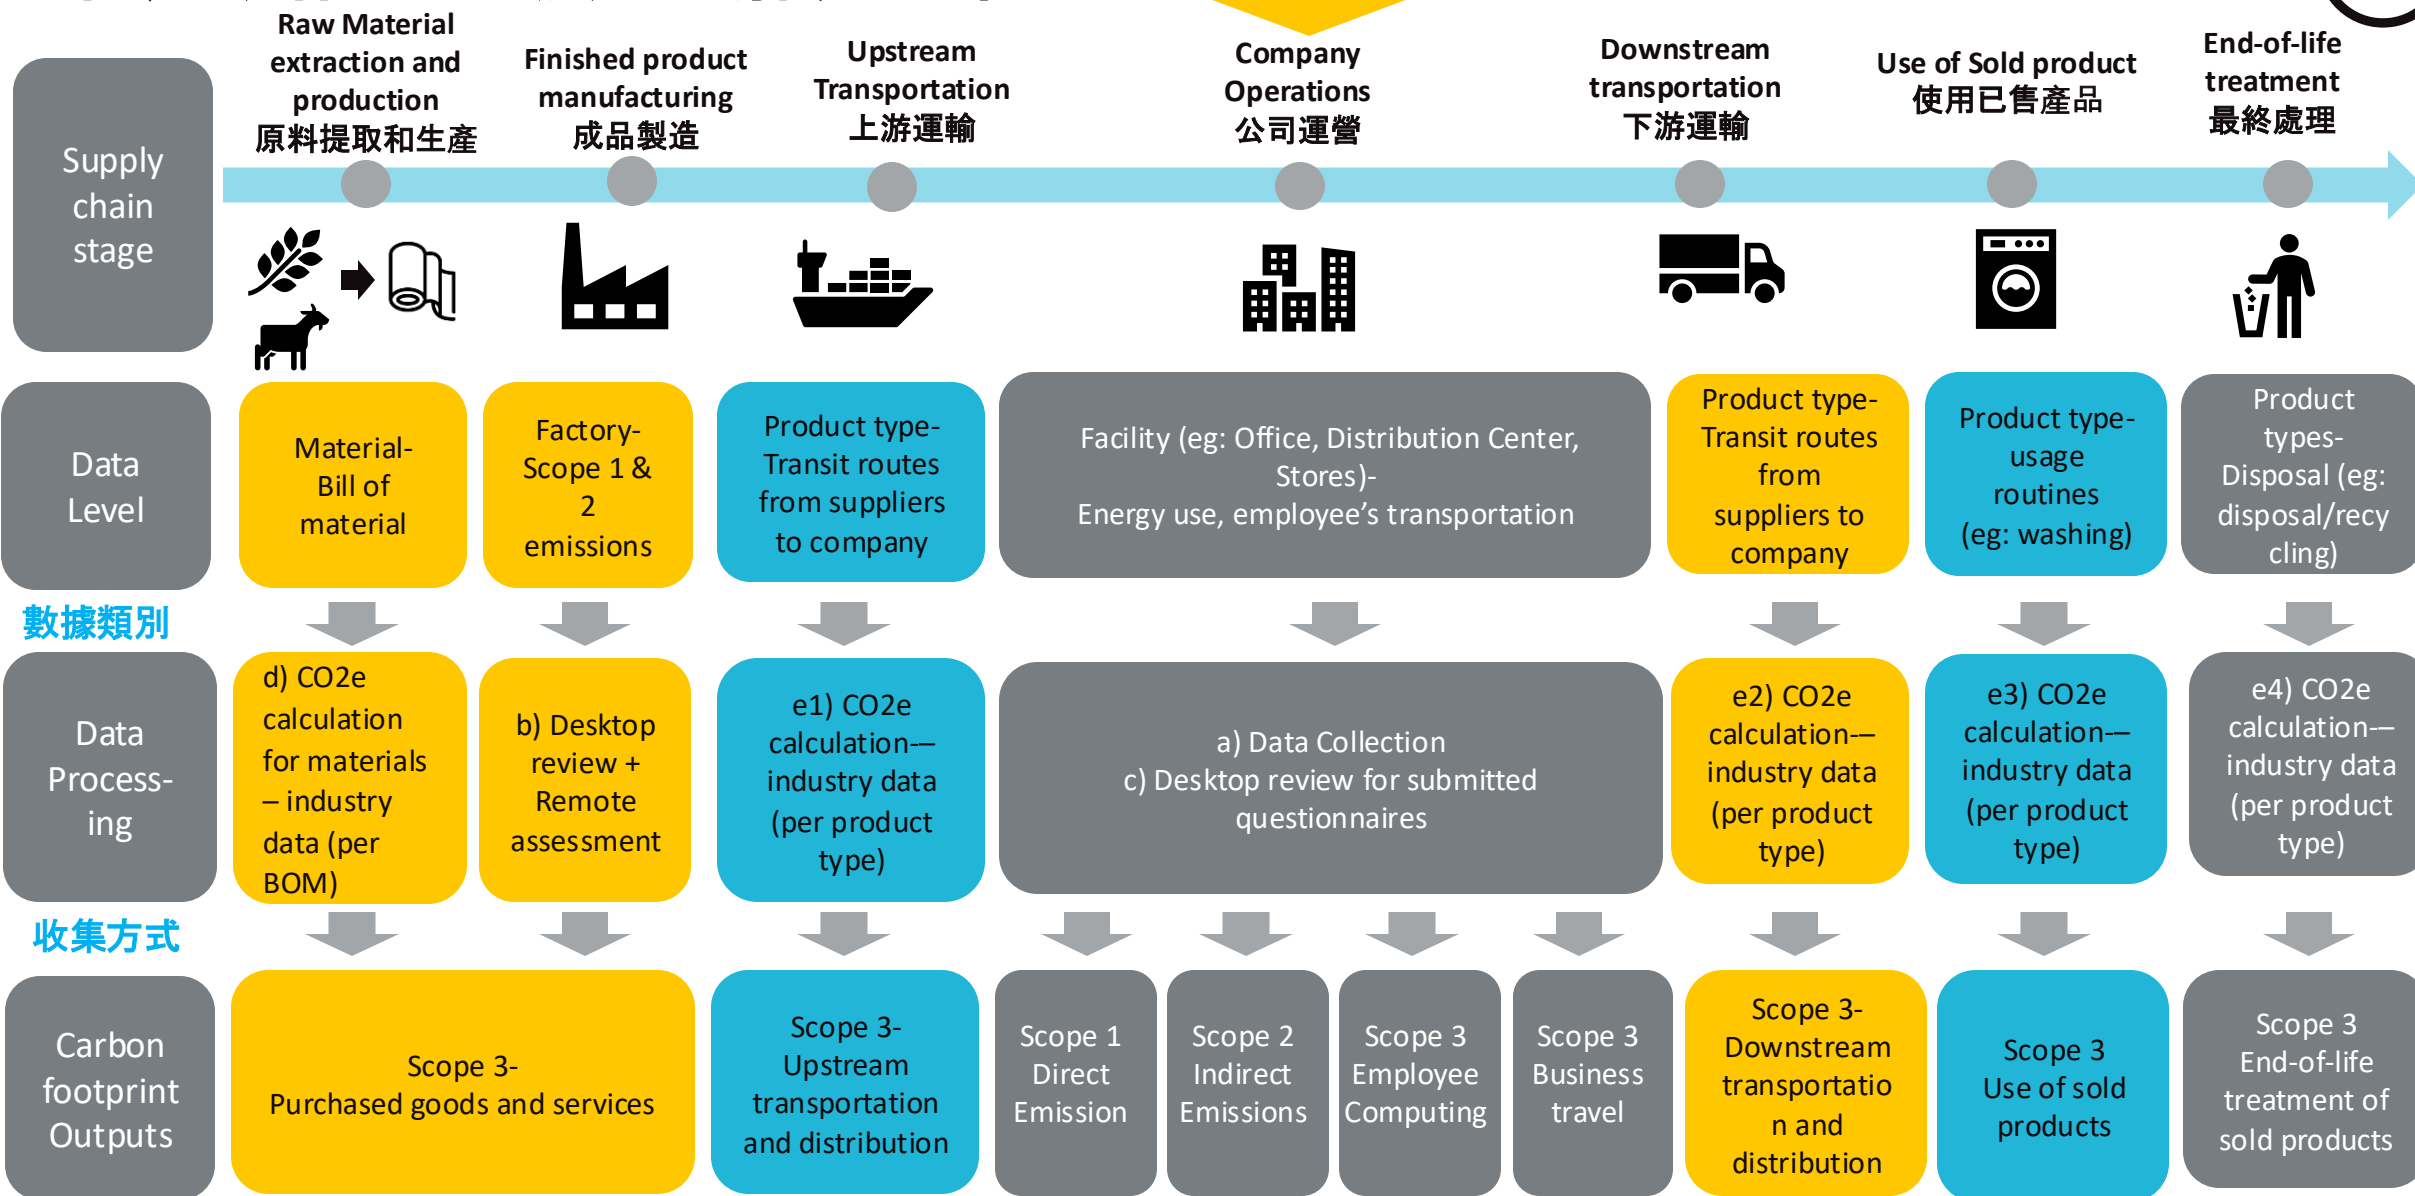 Raw Material
extraction and
production
原料提取和生產
Finished product
manufacturing
成品製造
Upstream
Transportation
上游運輸
Company
Operations
公司運營
Downstream
transportation
下游運輸
Use of Sold product
使用已售產品
End-of-life
treatment
最終處理
Supply
chain
stage
Data
Level
Material-
Bill of
material
Factory-
Scope 1 &
2
emissions
Product type-
Transit routes
from suppliers
to company
Facility (eg: Office, Distribution Center,
Stores)-
Energy use, employee’s transportation
Product type-
Transit routes
from
suppliers to
company
Product type-
usage
routines
(eg: washing)
Product
types-
Disposal (eg:
disposal/recy
cling)
數據類別
Data
Process-
ing
d) CO2e
calculation
for materials
– industry
data (per
BOM)
b) Desktop
review +
Remote
assessment
e1) CO2e
calculation-–
industry data
(per product
type)
a) Data Collection
c) Desktop review for submitted
questionnaires
e2) CO2e
calculation-–
industry data
(per product
type)
e3) CO2e
calculation-–
industry data
(per product
type)
e4) CO2e
calculation-–
industry data
(per product
type)
收集方式
Carbon
footprint
Outputs
Scope 3-
Purchased goods and services
Scope 3-
Upstream
transportation
and distribution
Scope 1
Direct
Emission
Scope 2
Indirect
Emissions
Scope 3
Employee
Computing
Scope 3
Business
travel
Scope 3-
Downstream
transportatio
n and
distribution
Scope 3
Use of sold
products
Scope 3
End-of-life
treatment of
sold products